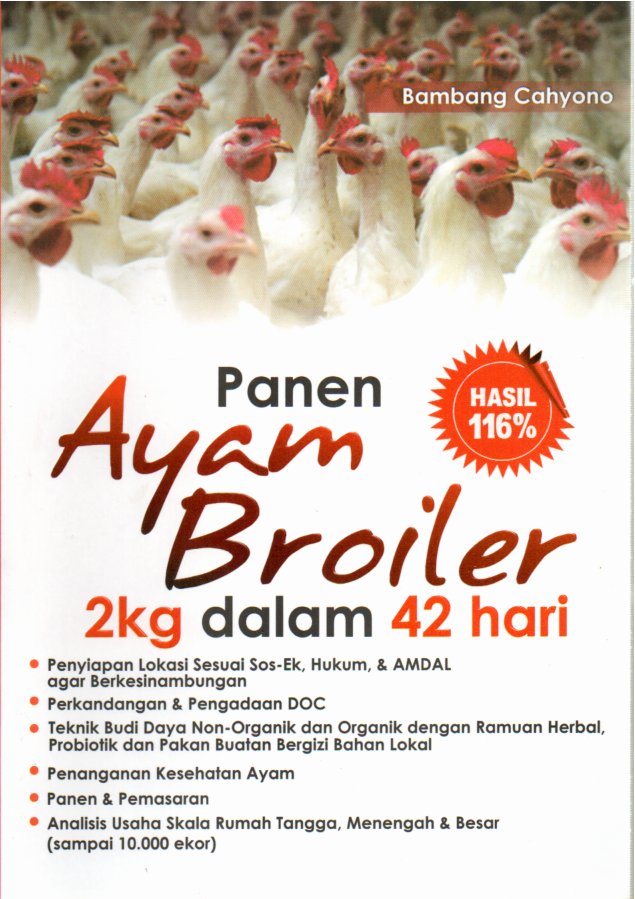 Bambang Cahyono
Panen
Ayam
Broiler
HASIL
116%
2kg dalam 42 hari
• Penyiapan Lokasi Sesuai Sos-Ek, Hukum, & AMDAL
agar Berkesinambungan
• Perkandangan & Pengadaan DOC
• Teknik Budi Daya Non-Organik dan Organik dengan Ramuan Herbal,
Probiotik dan Pakan Buatan Bergizi Bahan Lokal
• Penanganan Kesehatan Ayam
• Panen & Pemasaran
• Analisis Usaha Skala Rumah Tangga, Menengah & Besar
(sampai 10.000 ekor)